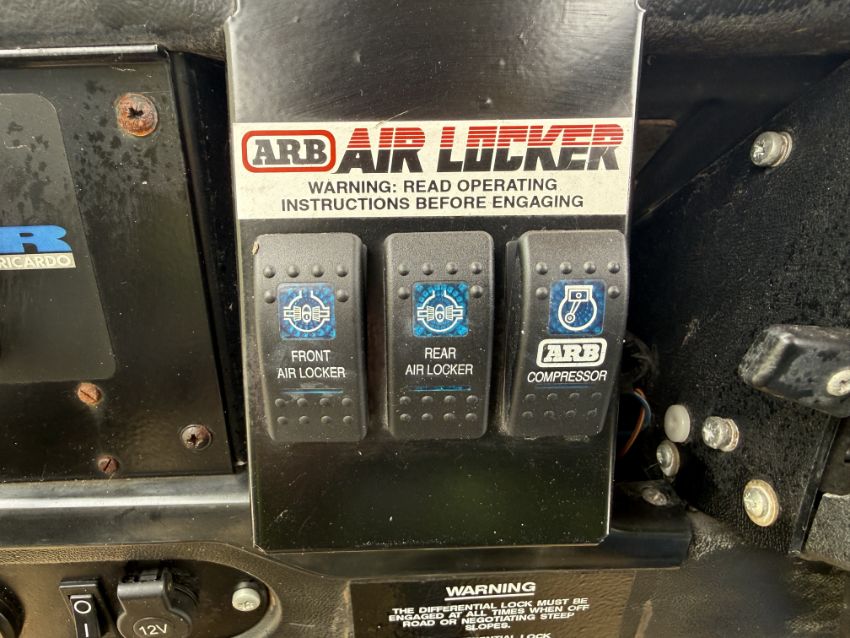 ARB AIR LOCKER
WARNING: READ OPERATING
INSTRUCTIONS BEFORE ENGAGING
R
RICARDO
FRONT
AIR LOCKER
REAR
AIR LOCKER
ARB
COMPRESSOR
12V
WARNING
THE DIFFERENTIAL LOCK MUST BE
ENGAGED AT ALL TIMES WHEN OFF
ROAD OR NEGOTIATING STEEP
SLOPES.